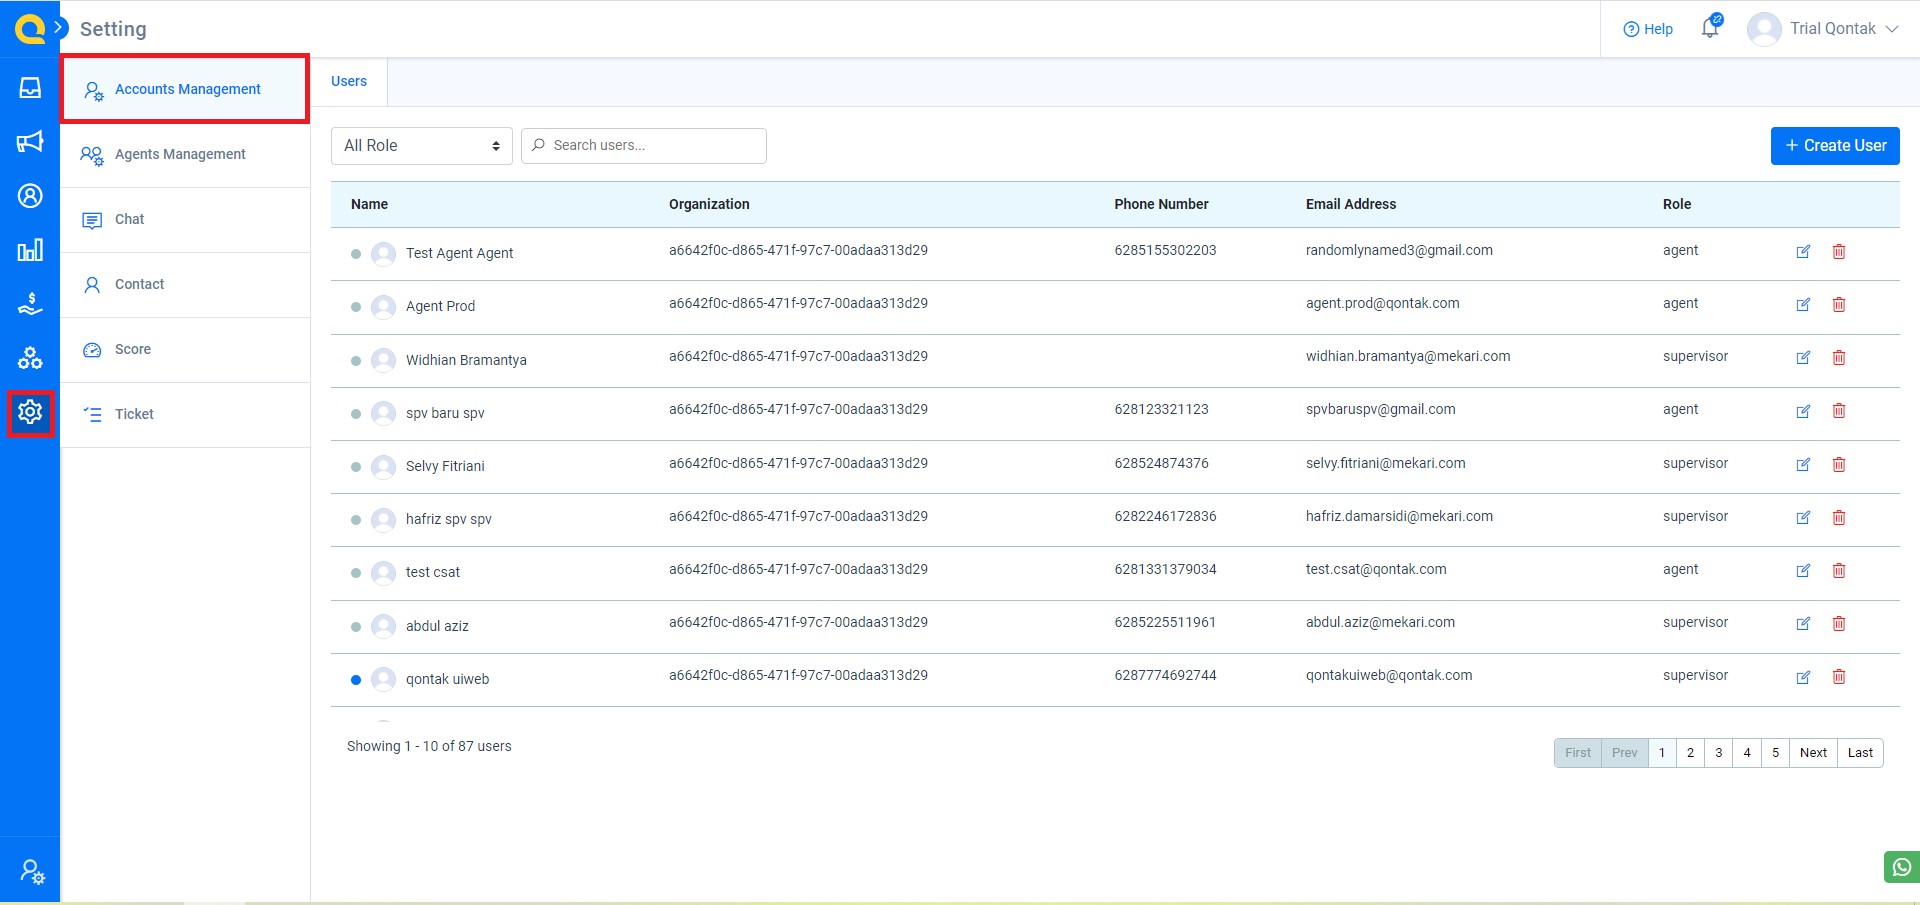 Setting
Help
Trial Qontak
Accounts Management
Agents Management
Chat
Contact
Score
Ticket
Users
All Role
Search users...
+ Create User
Name Organization Phone Number Email Address Role
Test Agent Agent a6642f0c-d865-471f-97c7-00adaa313d29 6285155302203 randomlynamed3@gmail.com agent
Agent Prod a6642f0c-d865-471f-97c7-00adaa313d29 agent.prod@qontak.com agent
Widhian Bramantya a6642f0c-d865-471f-97c7-00adaa313d29 widhian.bramantya@mekari.com supervisor
spv baru spv a6642f0c-d865-471f-97c7-00adaa313d29 628123321123 spvbaruspv@gmail.com agent
Selvy Fitriani a6642f0c-d865-471f-97c7-00adaa313d29 628524874376 selvy.fitriani@mekari.com supervisor
hafriz spv spv a6642f0c-d865-471f-97c7-00adaa313d29 6282246172836 hafriz.damarsidi@mekari.com supervisor
test csat a6642f0c-d865-471f-97c7-00adaa313d29 6281331379034 test.csat@qontak.com agent
abdul aziz a6642f0c-d865-471f-97c7-00adaa313d29 6285225511961 abdul.aziz@mekari.com supervisor
qontak uiweb a6642f0c-d865-471f-97c7-00adaa313d29 6287774692744 qontakuiweb@qontak.com supervisor
Showing 1 - 10 of 87 users
First Prev 1 2 3 4 5 Next Last